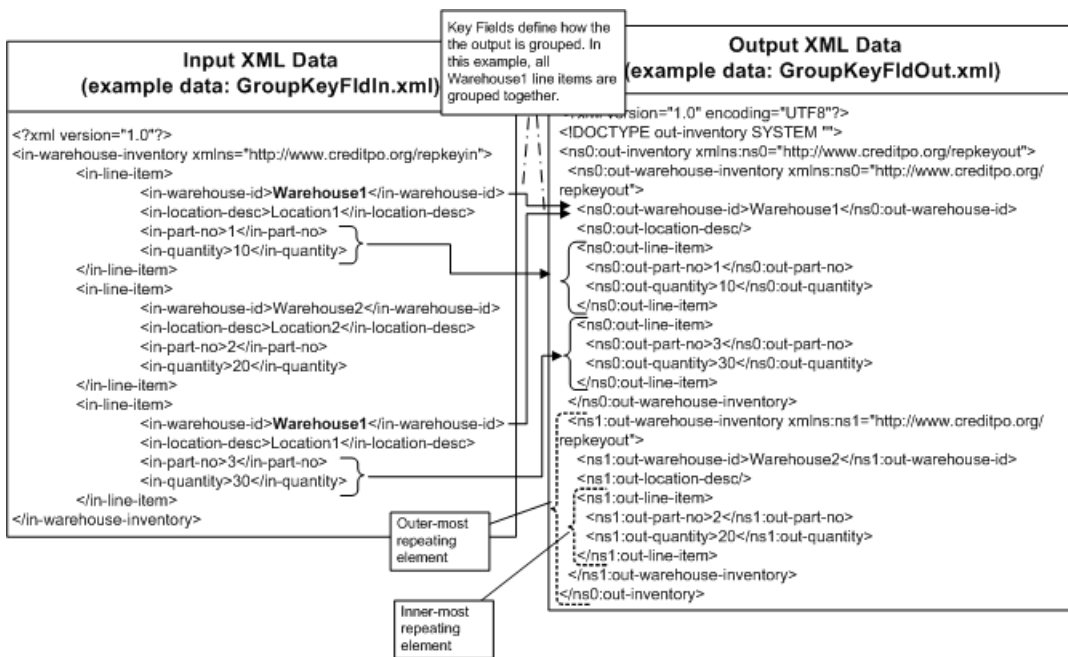 Key Fields define how the
the output is grouped. In
this example, all
Warehouse1 line items are
grouped together.
Input XML Data
(example data: GroupKeyFldIn.xml)
<?xml version="1.0"?>
<in-warehouse-inventory xmlns="http://www.creditpo.org/repkeyin">
<in-line-item>
<in-warehouse-id>Warehouse1</in-warehouse-id>
<in-location-desc>Location1</in-location-desc>
<in-part-no>1</in-part-no>
<in-quantity>10</in-quantity>
</in-line-item>
<in-line-item>
<in-warehouse-id>Warehouse2</in-warehouse-id>
<in-location-desc>Location2</in-location-desc>
<in-part-no>2</in-part-no>
<in-quantity>20</in-quantity>
</in-line-item>
<in-line-item>
<in-warehouse-id>Warehouse1</in-warehouse-id>
<in-location-desc>Location1</in-location-desc>
<in-part-no>3</in-part-no>
<in-quantity>30</in-quantity>
</in-line-item>
</in-warehouse-inventory>
Output XML Data
(example data: GroupKeyFldOut.xml)
<?xml version="1.0" encoding="UTF8"?>
<!DOCTYPE out-inventory SYSTEM "">
<ns0:out-inventory xmlns:ns0="http://www.creditpo.org/repkeyout">
<ns0:out-warehouse-inventory xmlns:ns0="http://www.creditpo.org/
repkeyout">
<ns0:out-warehouse-id>Warehouse1</ns0:out-warehouse-id>
<ns0:out-location-desc/>
<ns0:out-line-item>
<ns0:out-part-no>1</ns0:out-part-no>
<ns0:out-quantity>10</ns0:out-quantity>
</ns0:out-line-item>
<ns0:out-line-item>
<ns0:out-part-no>3</ns0:out-part-no>
<ns0:out-quantity>30</ns0:out-quantity>
</ns0:out-line-item>
</ns0:out-warehouse-inventory>
<ns1:out-warehouse-inventory xmlns:ns1="http://www.creditpo.org/
repkeyout">
<ns1:out-warehouse-id>Warehouse2</ns1:out-warehouse-id>
<ns1:out-location-desc/>
<ns1:out-line-item>
<ns1:out-part-no>2</ns1:out-part-no>
<ns1:out-quantity>20</ns1:out-quantity>
</ns1:out-line-item>
</ns1:out-warehouse-inventory>
</ns0:out-inventory>
Outer-most
repeating
element
Inner-most
repeating
element